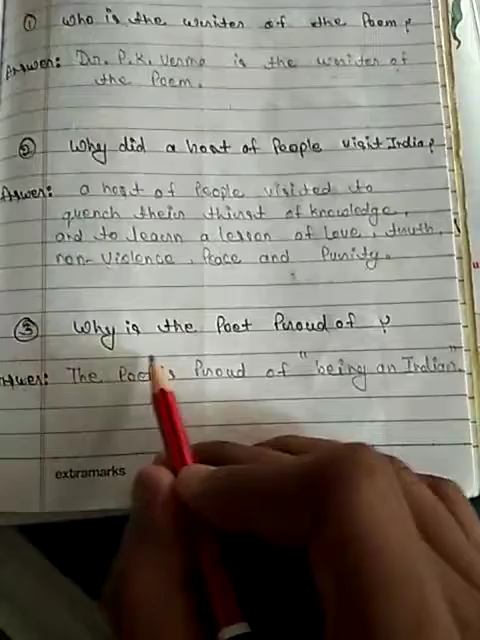 ① Who is the writer of the Poem?
Answer: Dr. P.K. Verma is the writer of
the Poem.
② Why did a host of People visit India?
Answer: a host of People visited to
quench their thirst of knowledge,
and to learn a lesson of Love, truth,
non-Violence, Peace and Purity.
③ Why is the Poet Proud of ?
Answer: The Poet is Proud of "being an Indian".
extramarks